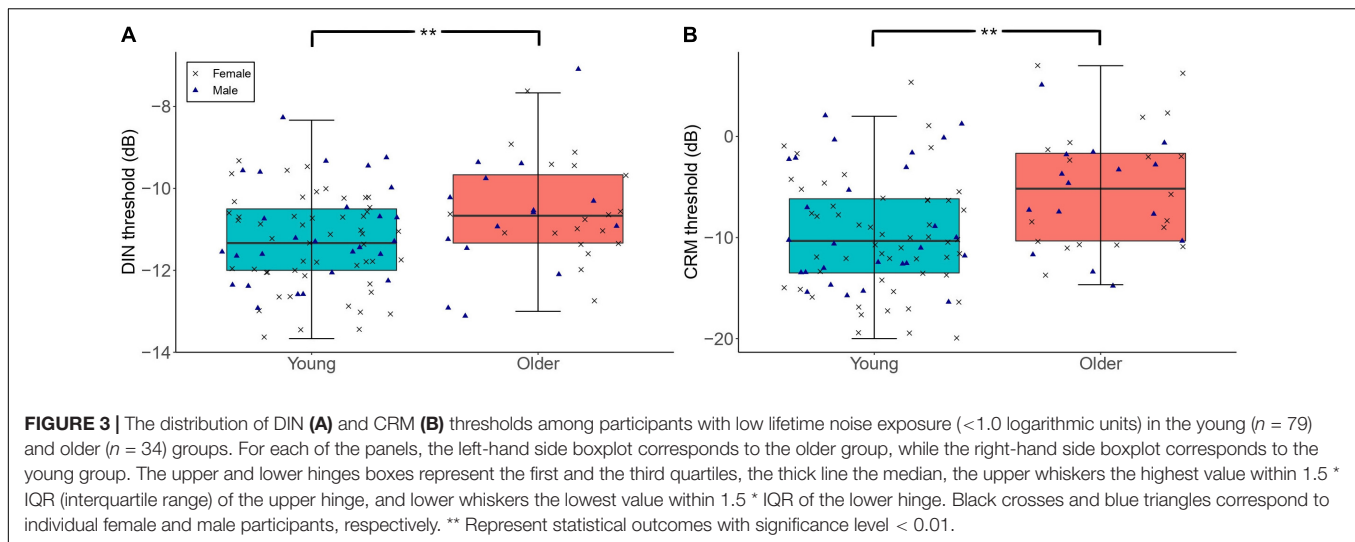 A
**
DIN threshold (dB)
Female
Male
−8
−10
−12
−14
Young
Older
B
**
CRM threshold (dB)
0
−10
−20
Young
Older
FIGURE 3 | The distribution of DIN (A) and CRM (B) thresholds among participants with low lifetime noise exposure (<1.0 logarithmic units) in the young (n = 79)
and older (n = 34) groups. For each of the panels, the left-hand side boxplot corresponds to the older group, while the right-hand side boxplot corresponds to the
young group. The upper and lower hinges boxes represent the first and the third quartiles, the thick line the median, the upper whiskers the highest value within 1.5 *
IQR (interquartile range) of the upper hinge, and lower whiskers the lowest value within 1.5 * IQR of the lower hinge. Black crosses and blue triangles correspond to
individual female and male participants, respectively. ** Represent statistical outcomes with significance level < 0.01.